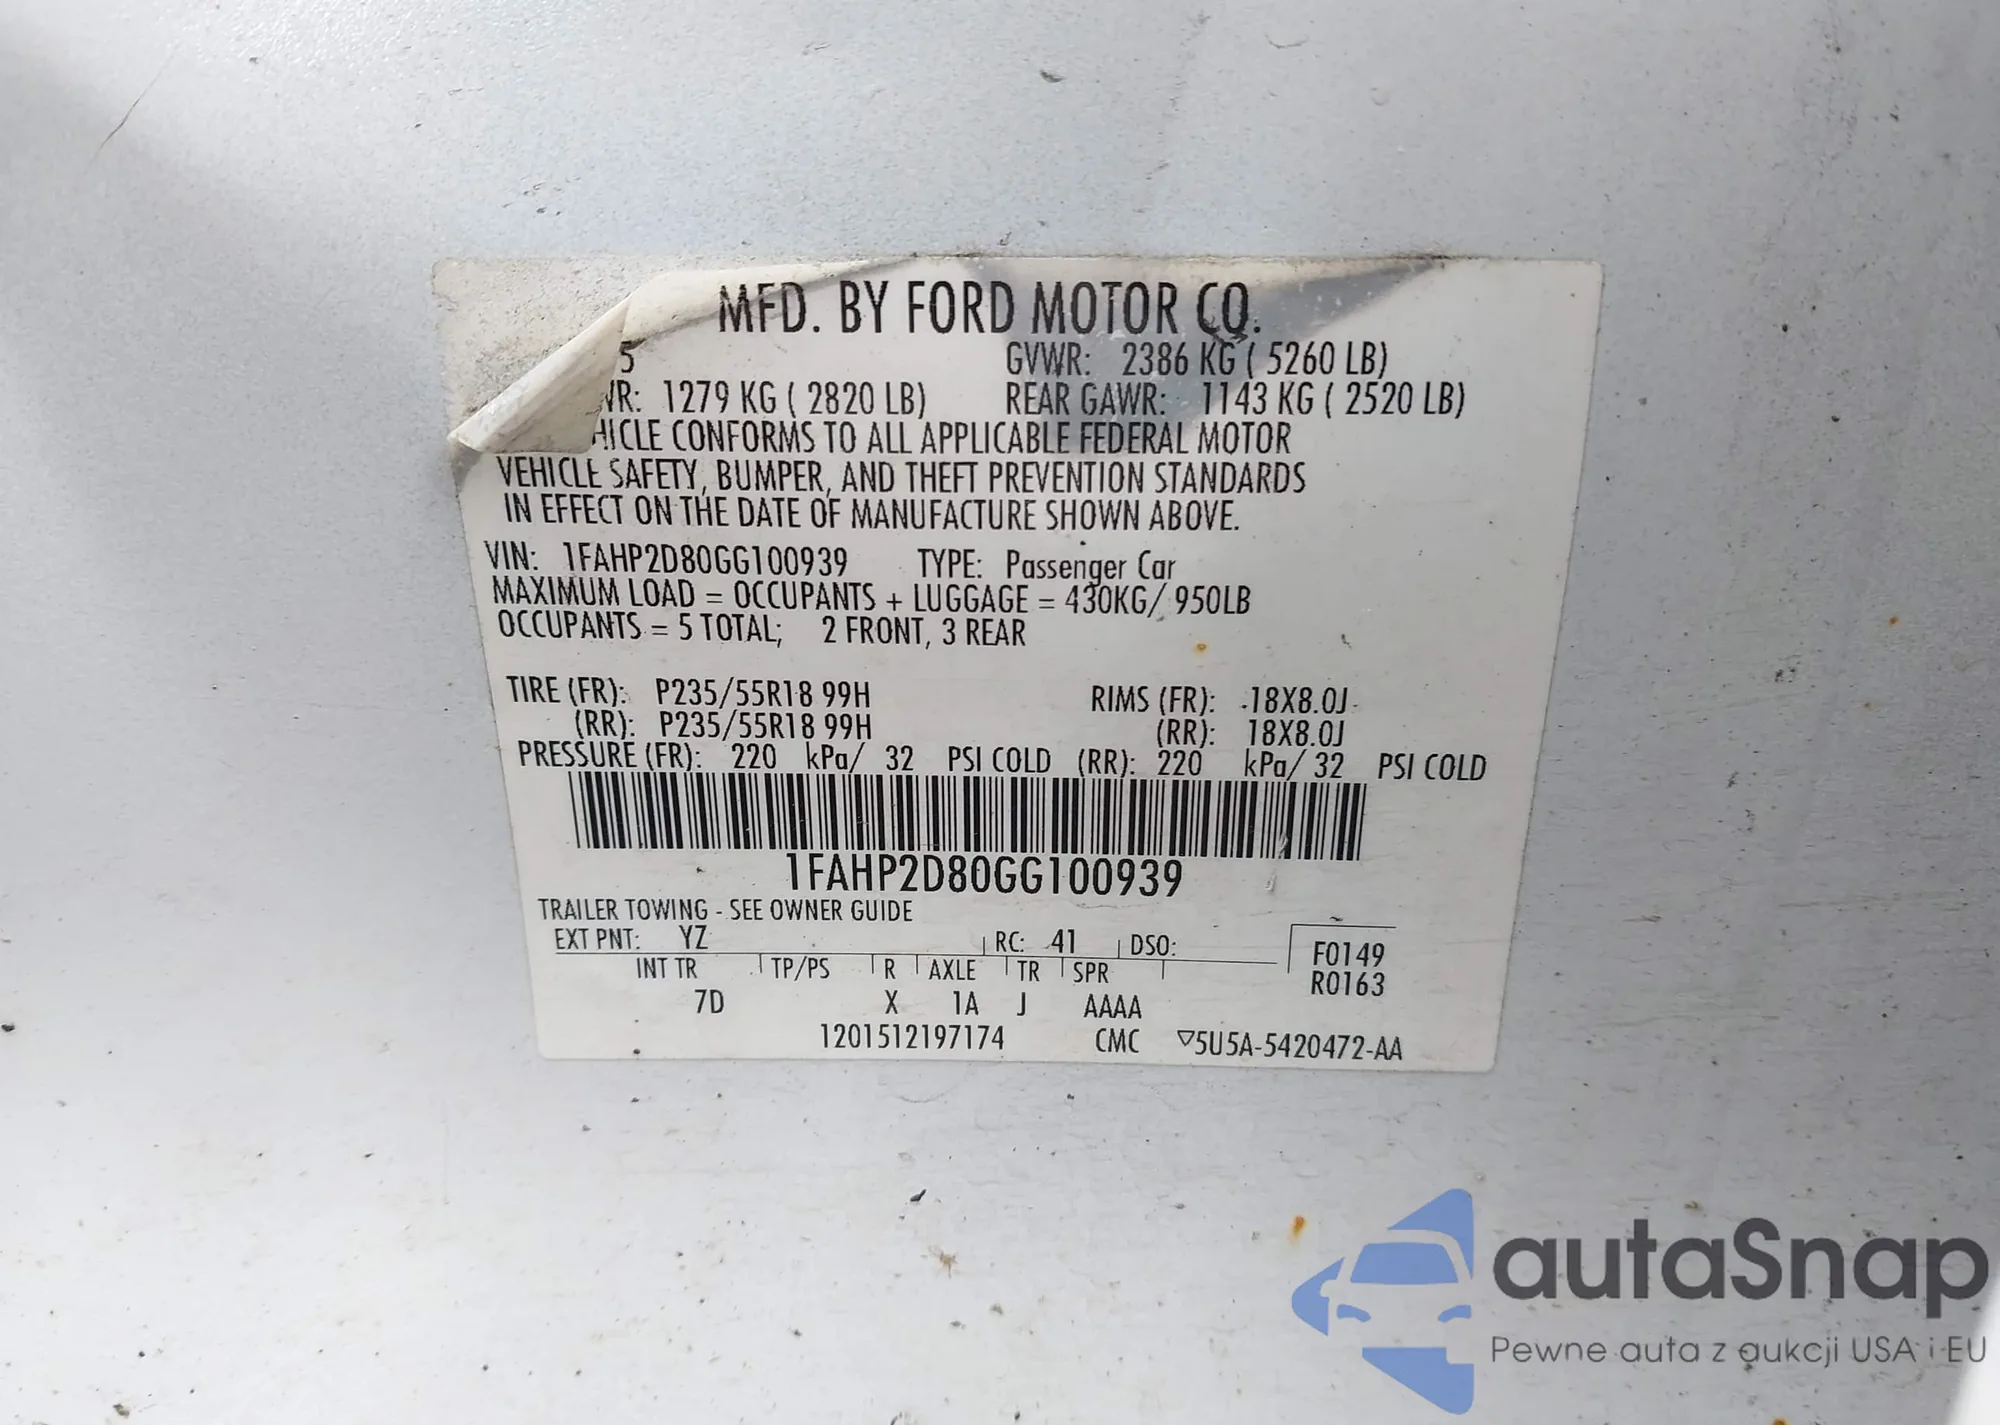 MFD. BY FORD MOTOR CO.
5 GVWR: 2386 KG ( 5260 LB)
WR: 1279 KG ( 2820 LB) REAR GAWR: 1143 KG ( 2520 LB)
HICLE CONFORMS TO ALL APPLICABLE FEDERAL MOTOR
VEHICLE SAFETY, BUMPER, AND THEFT PREVENTION STANDARDS
IN EFFECT ON THE DATE OF MANUFACTURE SHOWN ABOVE.
VIN: 1FAHP2D80GG100939 TYPE: Passenger Car
MAXIMUM LOAD = OCCUPANTS + LUGGAGE = 430KG/ 950LB
OCCUPANTS = 5 TOTAL; 2 FRONT, 3 REAR
TIRE (FR): P235/55R18 99H RIMS (FR): 18X8.0J
(RR): P235/55R18 99H (RR): 18X8.0J
PRESSURE (FR): 220 kPa/ 32 PSI COLD (RR): 220 kPa/ 32 PSI COLD
1FAHP2D80GG100939
TRAILER TOWING - SEE OWNER GUIDE
EXT PNT: YZ RC: 41 DSO: F0149
INT TR TP/PS R AXLE TR SPR R0163
7D X 1A J AAAA
1201512197174 CMC ▽5U5A-5420472-AA
autaSnap
Pewne auta z aukcji USA i EU